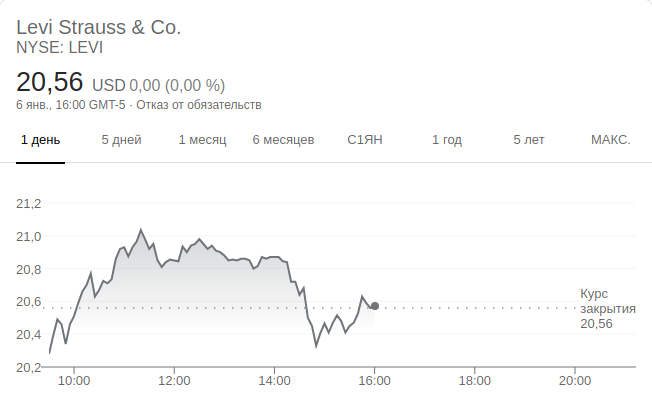 Levi Strauss & Co.
NYSE: LEVI
20,56 USD 0,00 (0,00 %)
6 янв., 16:00 GMT-5 · Отказ от обязательств
1 день 5 дней 1 месяц 6 месяцев С1ЯН 1 год 5 лет МАКС.
21,2
21,0
20,8
20,6
20,4
20,2
Курс
закрытия
20,56
10:00 12:00 14:00 16:00 18:00 20:00